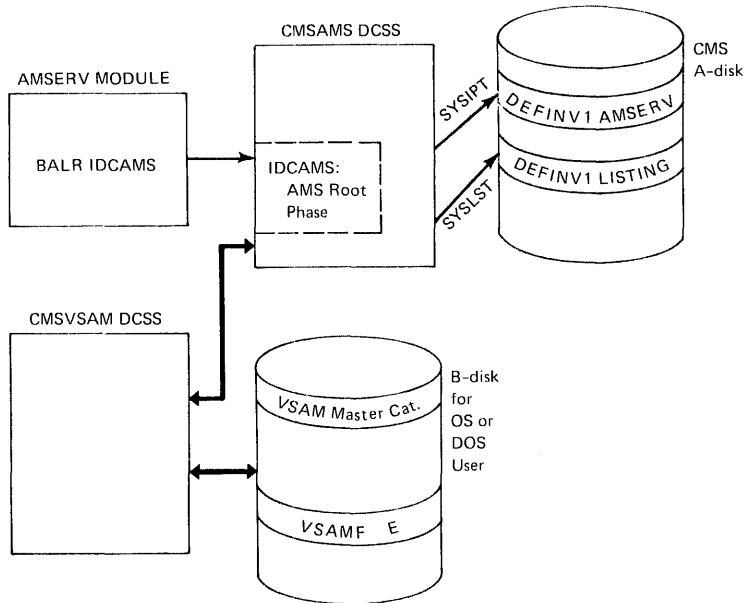 CMSAMS DCSS
CMS
A-disk
AMSERV MODULE
SYSIPT
DEFINV1 AMSERV
BALR IDCAMS
IDCAMS:
AMS Root
Phase
SYSLST
DEFINV1 LISTING
CMSVSAM DCSS
VSAM Master Cat.
B-disk
for
OS or
DOS
User
VSAMF E